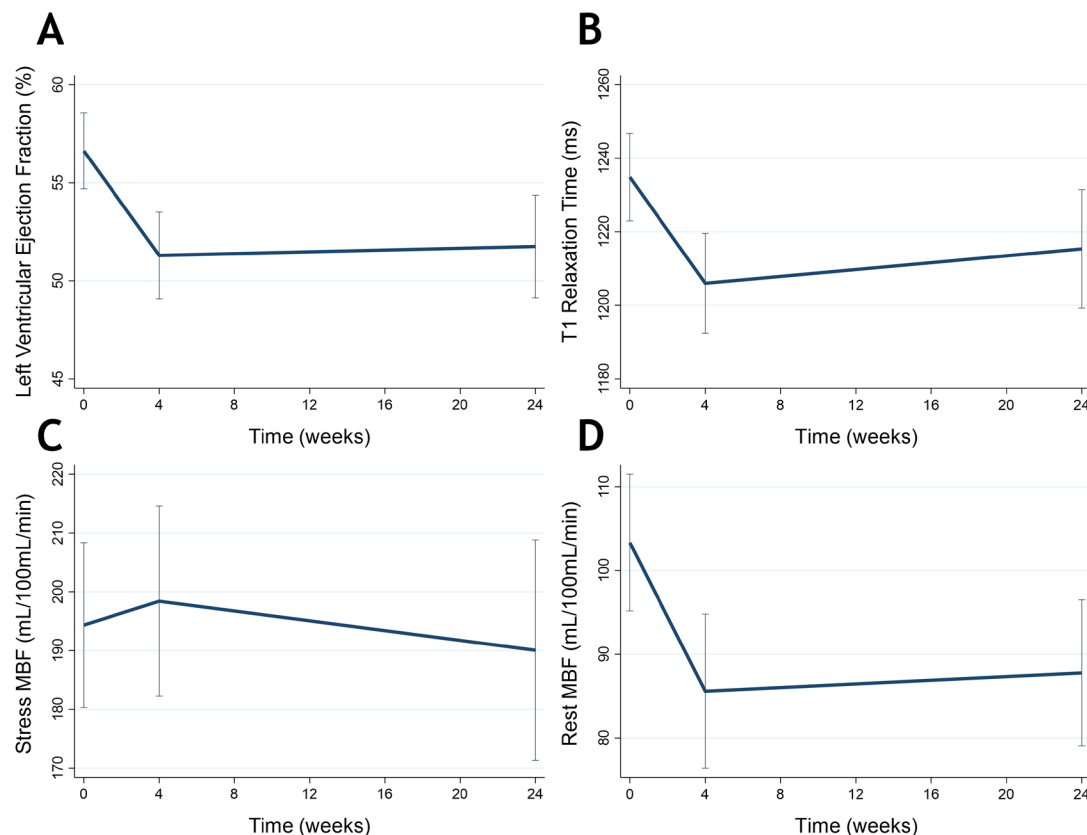 A
Left Ventricular Ejection Fraction (%)
60
55
50
45
0 4 8 12 16 20 24
Time (weeks)
B
T1 Relaxation Time (ms)
1260
1240
1220
1200
1180
0 4 8 12 16 20 24
Time (weeks)
C
Stress MBF (mL/100mL/min)
220
210
200
190
180
170
0 4 8 12 16 20 24
Time (weeks)
D
Rest MBF (mL/100mL/min)
110
100
90
80
0 4 8 12 16 20 24
Time (weeks)